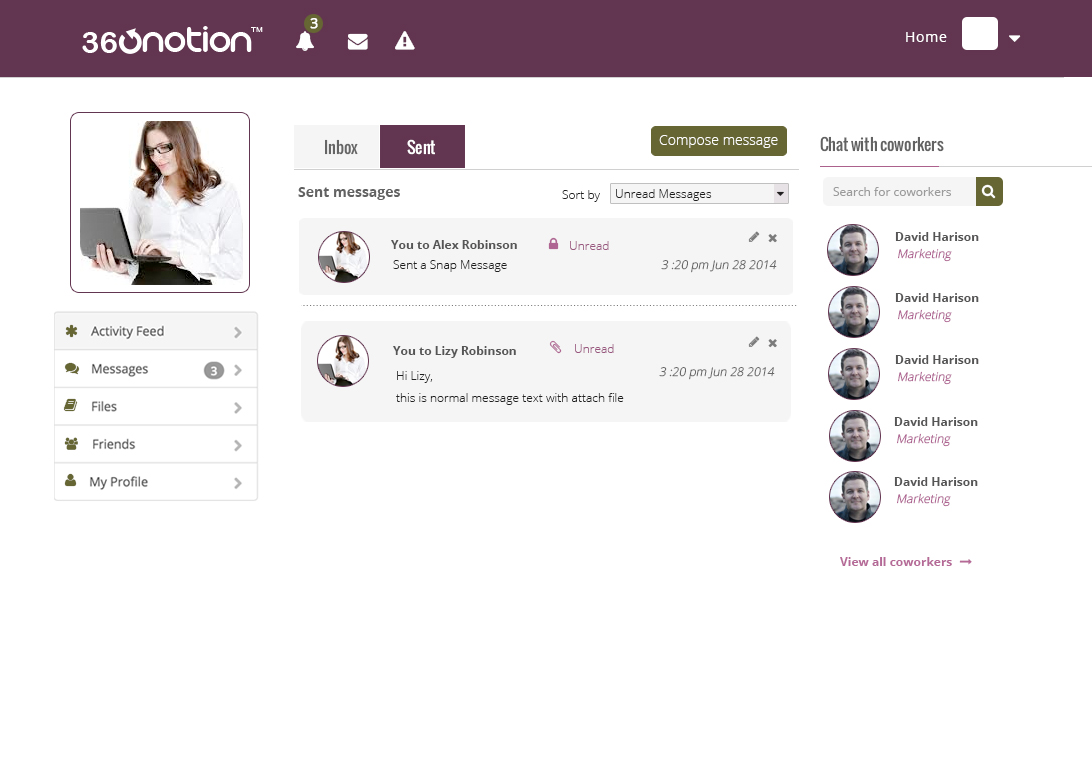 360notion™
3
Home
Activity Feed
Messages 3
Files
Friends
My Profile
Inbox Sent
Compose message
Sent messages
Sort by Unread Messages
You to Alex Robinson Unread
Sent a Snap Message 3 :20 pm Jun 28 2014
You to Lizy Robinson Unread
3 :20 pm Jun 28 2014
Hi Lizy,
this is normal message text with attach file
Chat with coworkers
Search for coworkers
David Harison
Marketing
David Harison
Marketing
David Harison
Marketing
David Harison
Marketing
David Harison
Marketing
View all coworkers